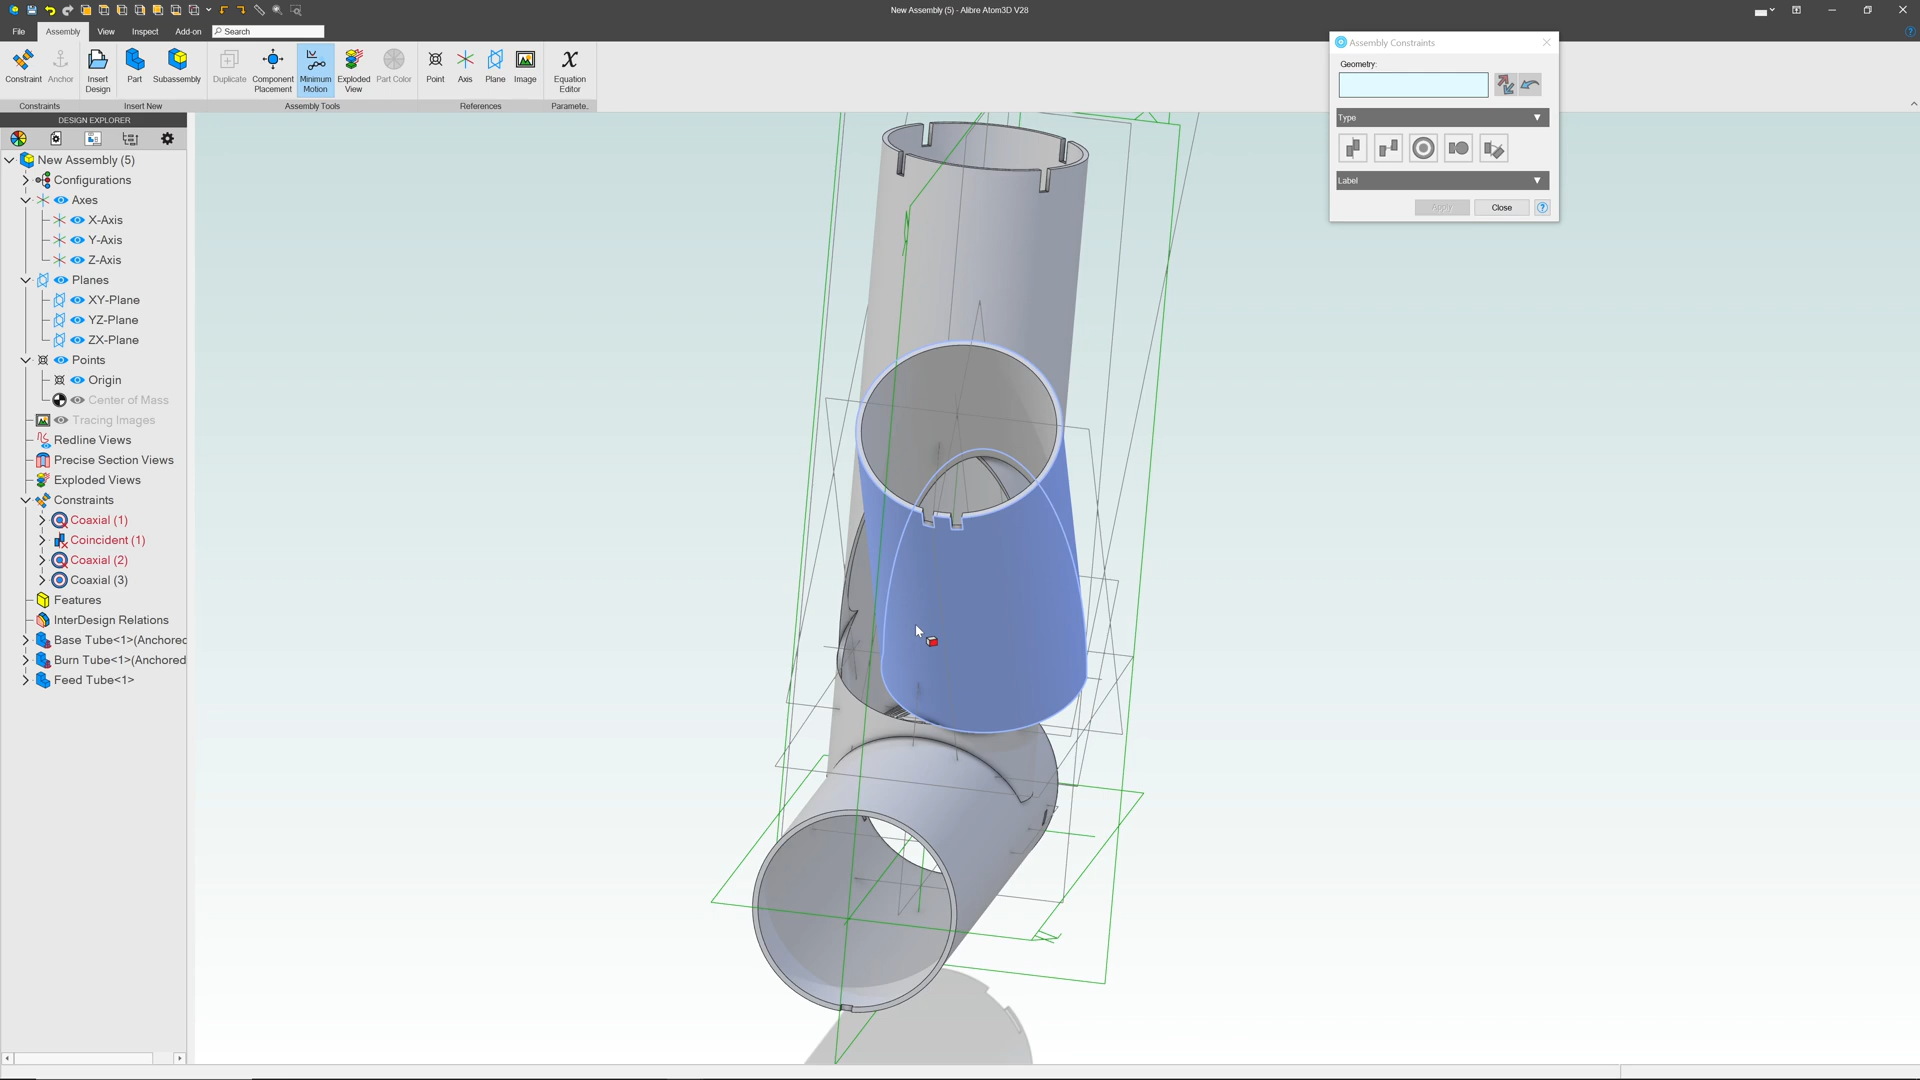 New Assembly (5) - Alibre Atom3D V28
File
Assembly
View
Inspect
Add-on
Search
Constraint
Anchor
Insert Design
Part
Subassembly
Duplicate
Component Placement
Minimum Motion
Exploded View
Part Color
Point
Axis
Plane
Image
Equation Editor
Constraints
Insert New
Assembly Tools
References
Paramete..
DESIGN EXPLORER
New Assembly (5)
Configurations
Axes
X-Axis
Y-Axis
Z-Axis
Planes
XY-Plane
YZ-Plane
ZX-Plane
Points
Origin
Center of Mass
Tracing Images
Redline Views
Precise Section Views
Exploded Views
Constraints
Coaxial (1)
Coincident (1)
Coaxial (2)
Coaxial (3)
Features
InterDesign Relations
Base Tube<1>(Anchored
Burn Tube<1>(Anchored
Feed Tube<1>
Assembly Constraints
Geometry:
Type
Label
Apply
Close